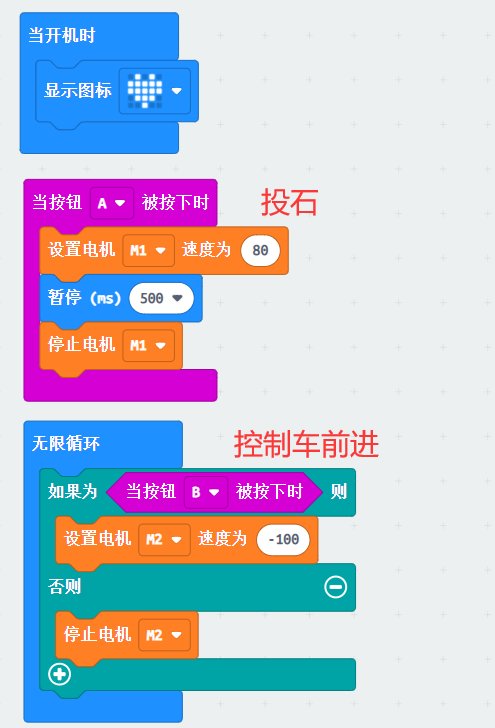 当开机时
显示图标
当按钮 A 被按下时
投石
设置电机 M1 速度为 80
暂停 (ms) 500
停止电机 M1
无限循环
控制车前进
如果为 当按钮 B 被按下时 则
设置电机 M2 速度为 -100
否则
停止电机 M2